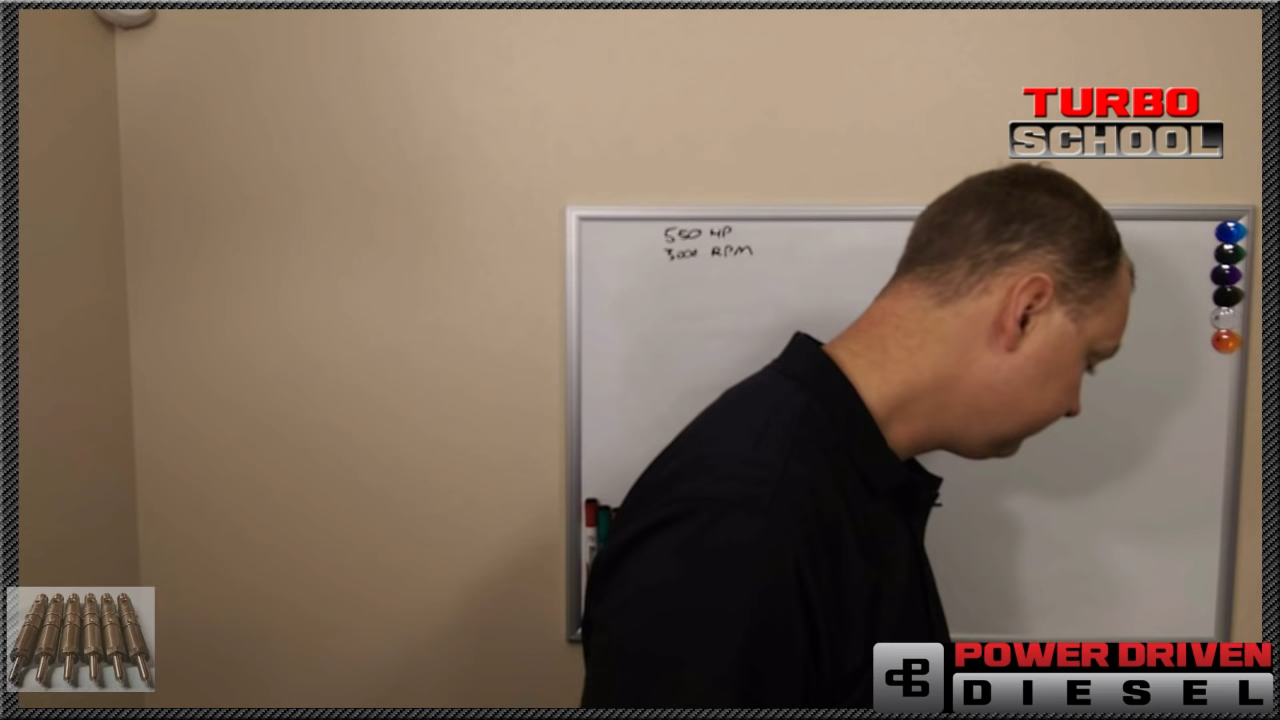 TURBO
SCHOOL
550 HP
3000 RPM
POWER DRIVEN
DIESEL